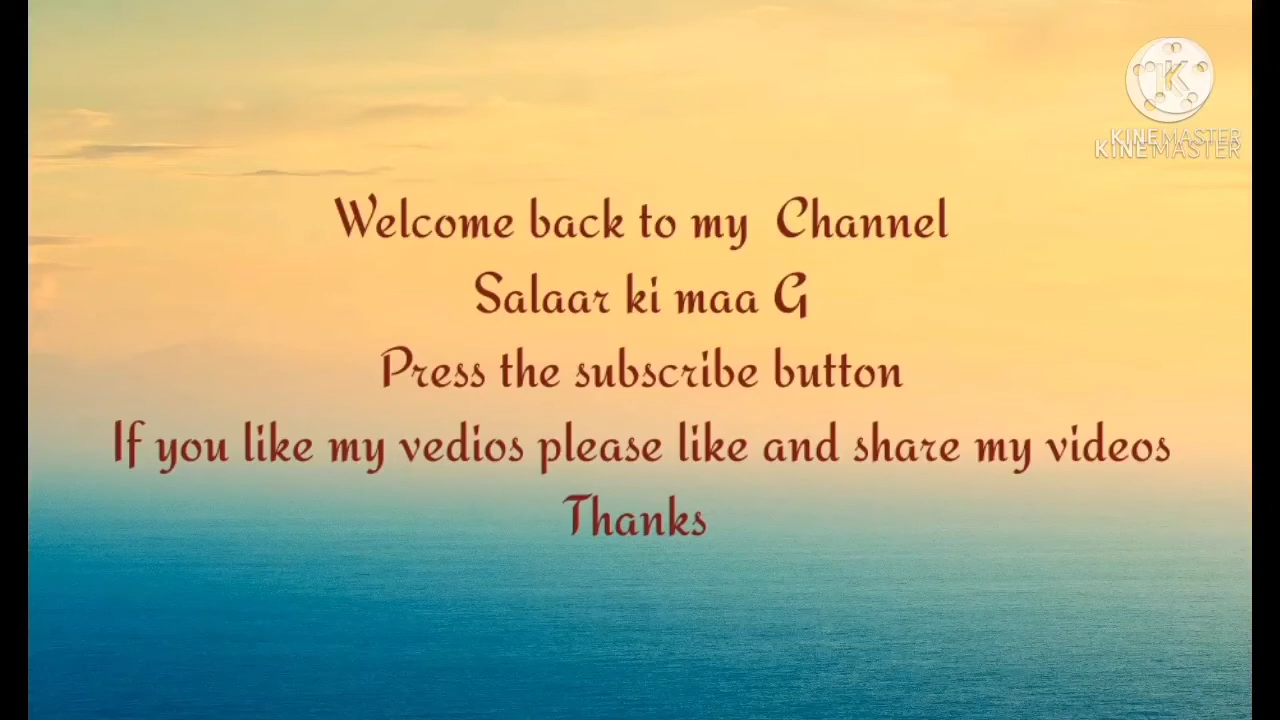 KINEMASTER
KINEMASTER
Welcome back to my Channel
Salaar ki maa G
Press the subscribe button
If you like my vedios please like and share my videos
Thanks